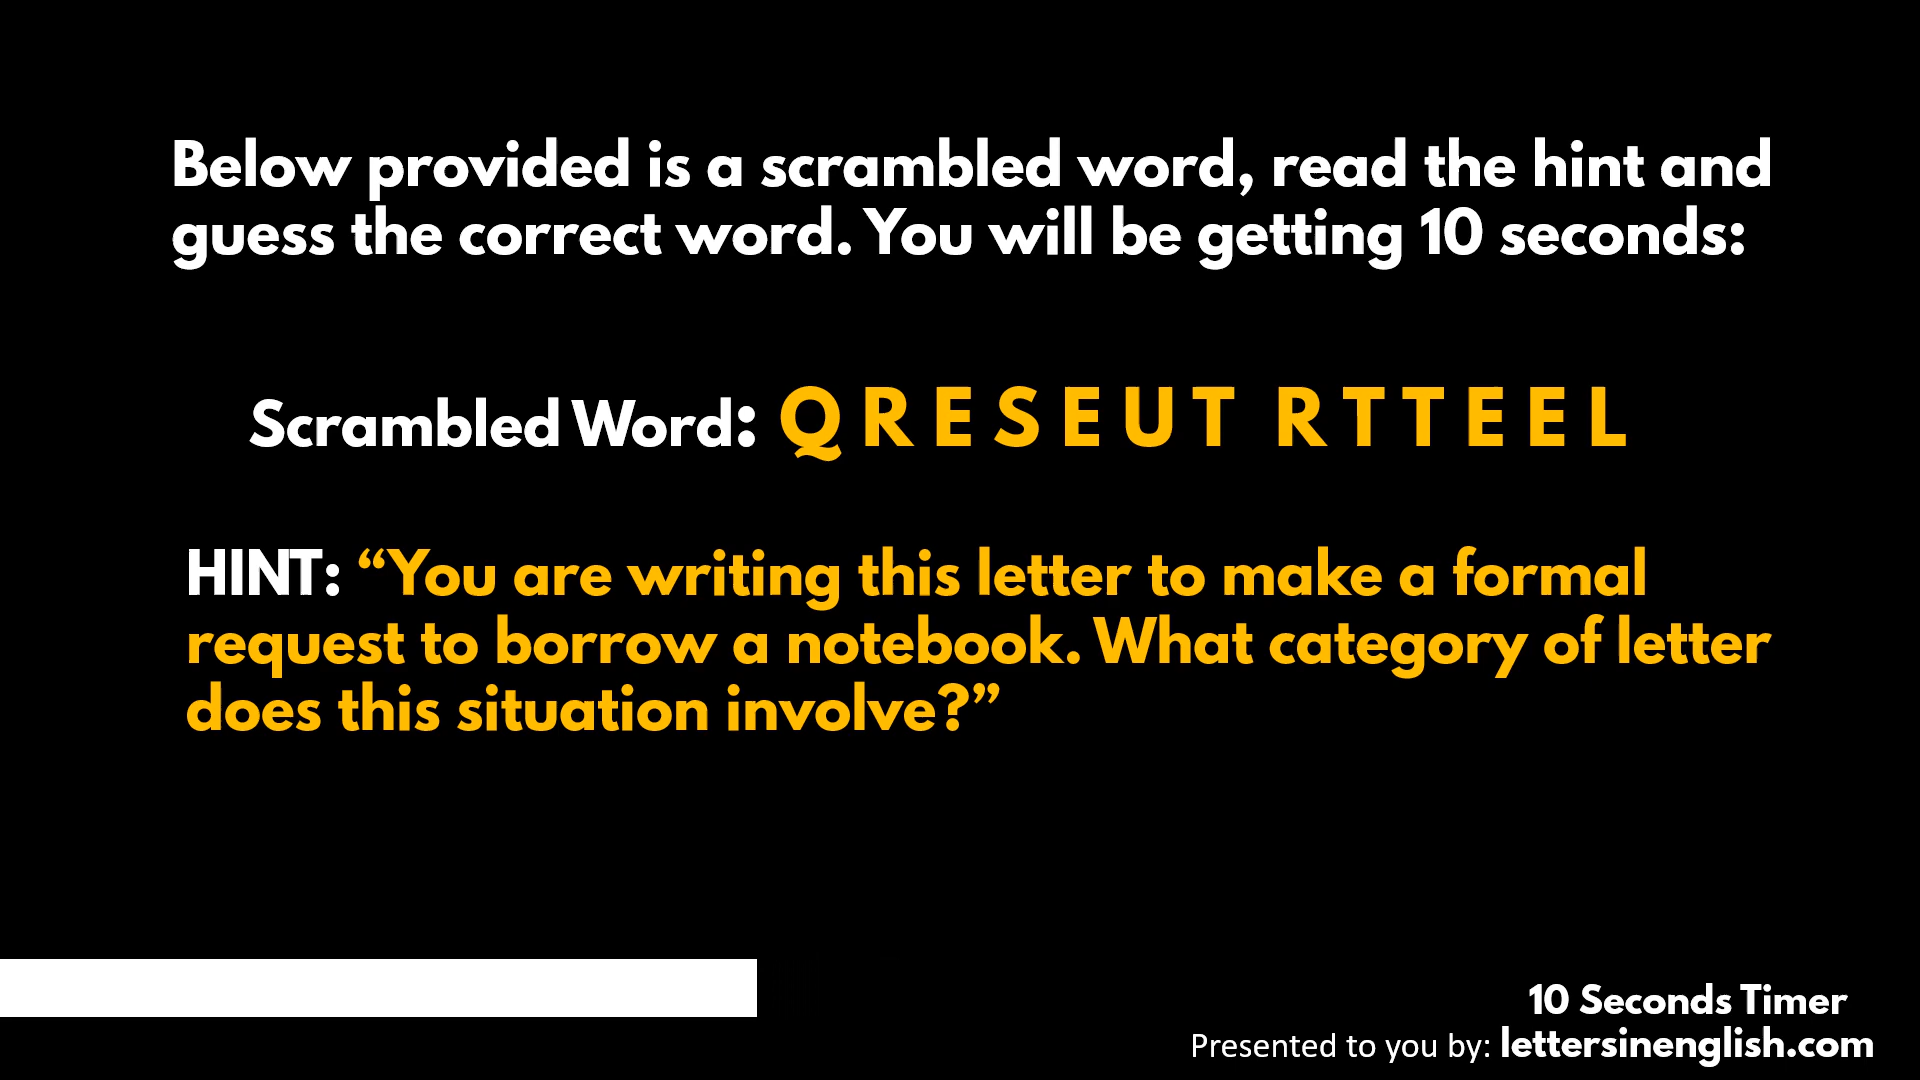 Below provided is a scrambled word, read the hint and
guess the correct word. You will be getting 10 seconds:
Scrambled Word: Q R E S E U T R T T E E L
HINT: “You are writing this letter to make a formal
request to borrow a notebook. What category of letter
does this situation involve?”
10 Seconds Timer
Presented to you by: lettersinenglish.com